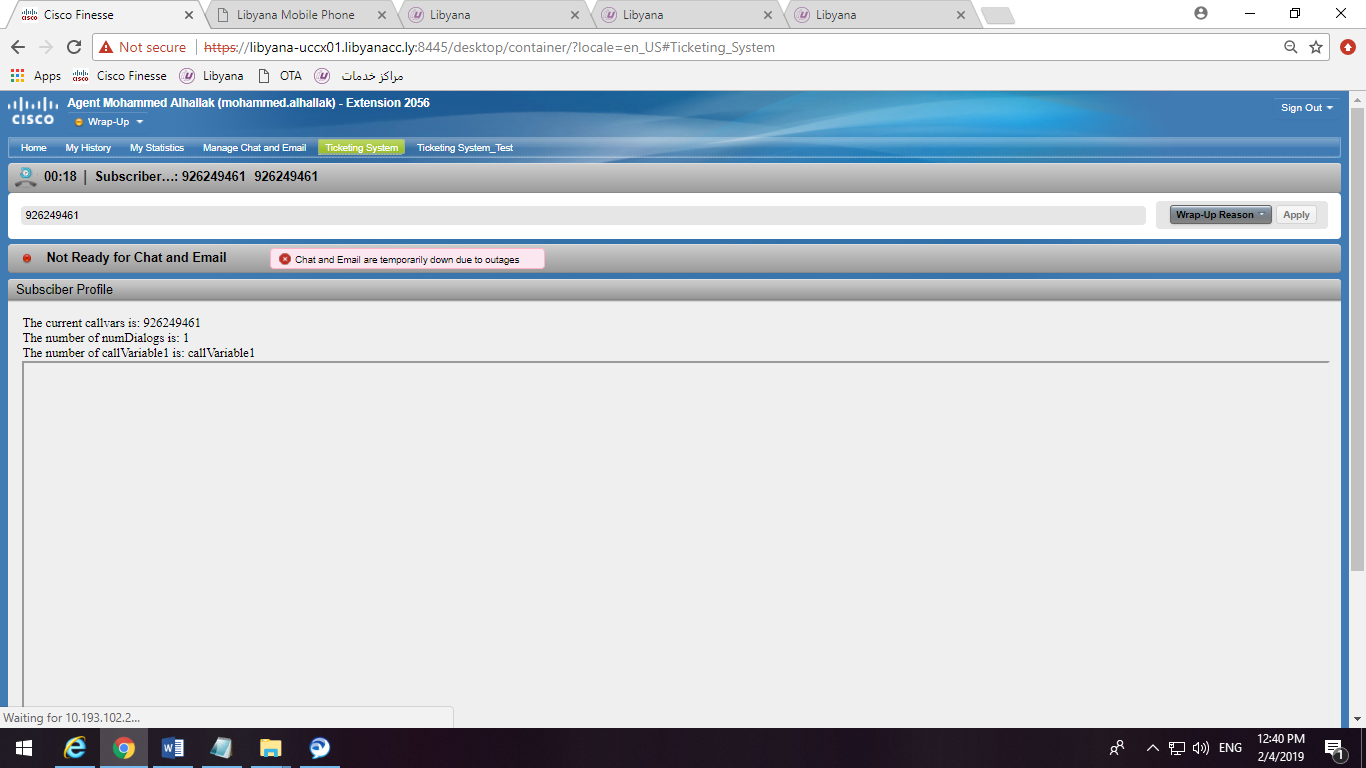 Cisco Finesse
Libyana Mobile Phone
Libyana
Libyana
Libyana
Not secure https://libyana-uccx01.libyanacc.ly:8445/desktop/container/?locale=en_US#Ticketing_System
Apps Cisco Finesse Libyana OTA مراكز خدمات
CISCO
Agent Mohammed Alhallak (mohammed.alhallak) - Extension 2056
Sign Out
Wrap-Up
Home My History My Statistics Manage Chat and Email Ticketing System Ticketing System_Test
00:18 | Subscriber...: 926249461 926249461
926249461
Wrap-Up Reason Apply
Not Ready for Chat and Email
Chat and Email are temporarily down due to outages
Subsciber Profile
The current callvars is: 926249461
The number of numDialogs is: 1
The number of callVariable1 is: callVariable1
Waiting for 10.193.102.2...
ENG
12:40 PM
2/4/2019
1